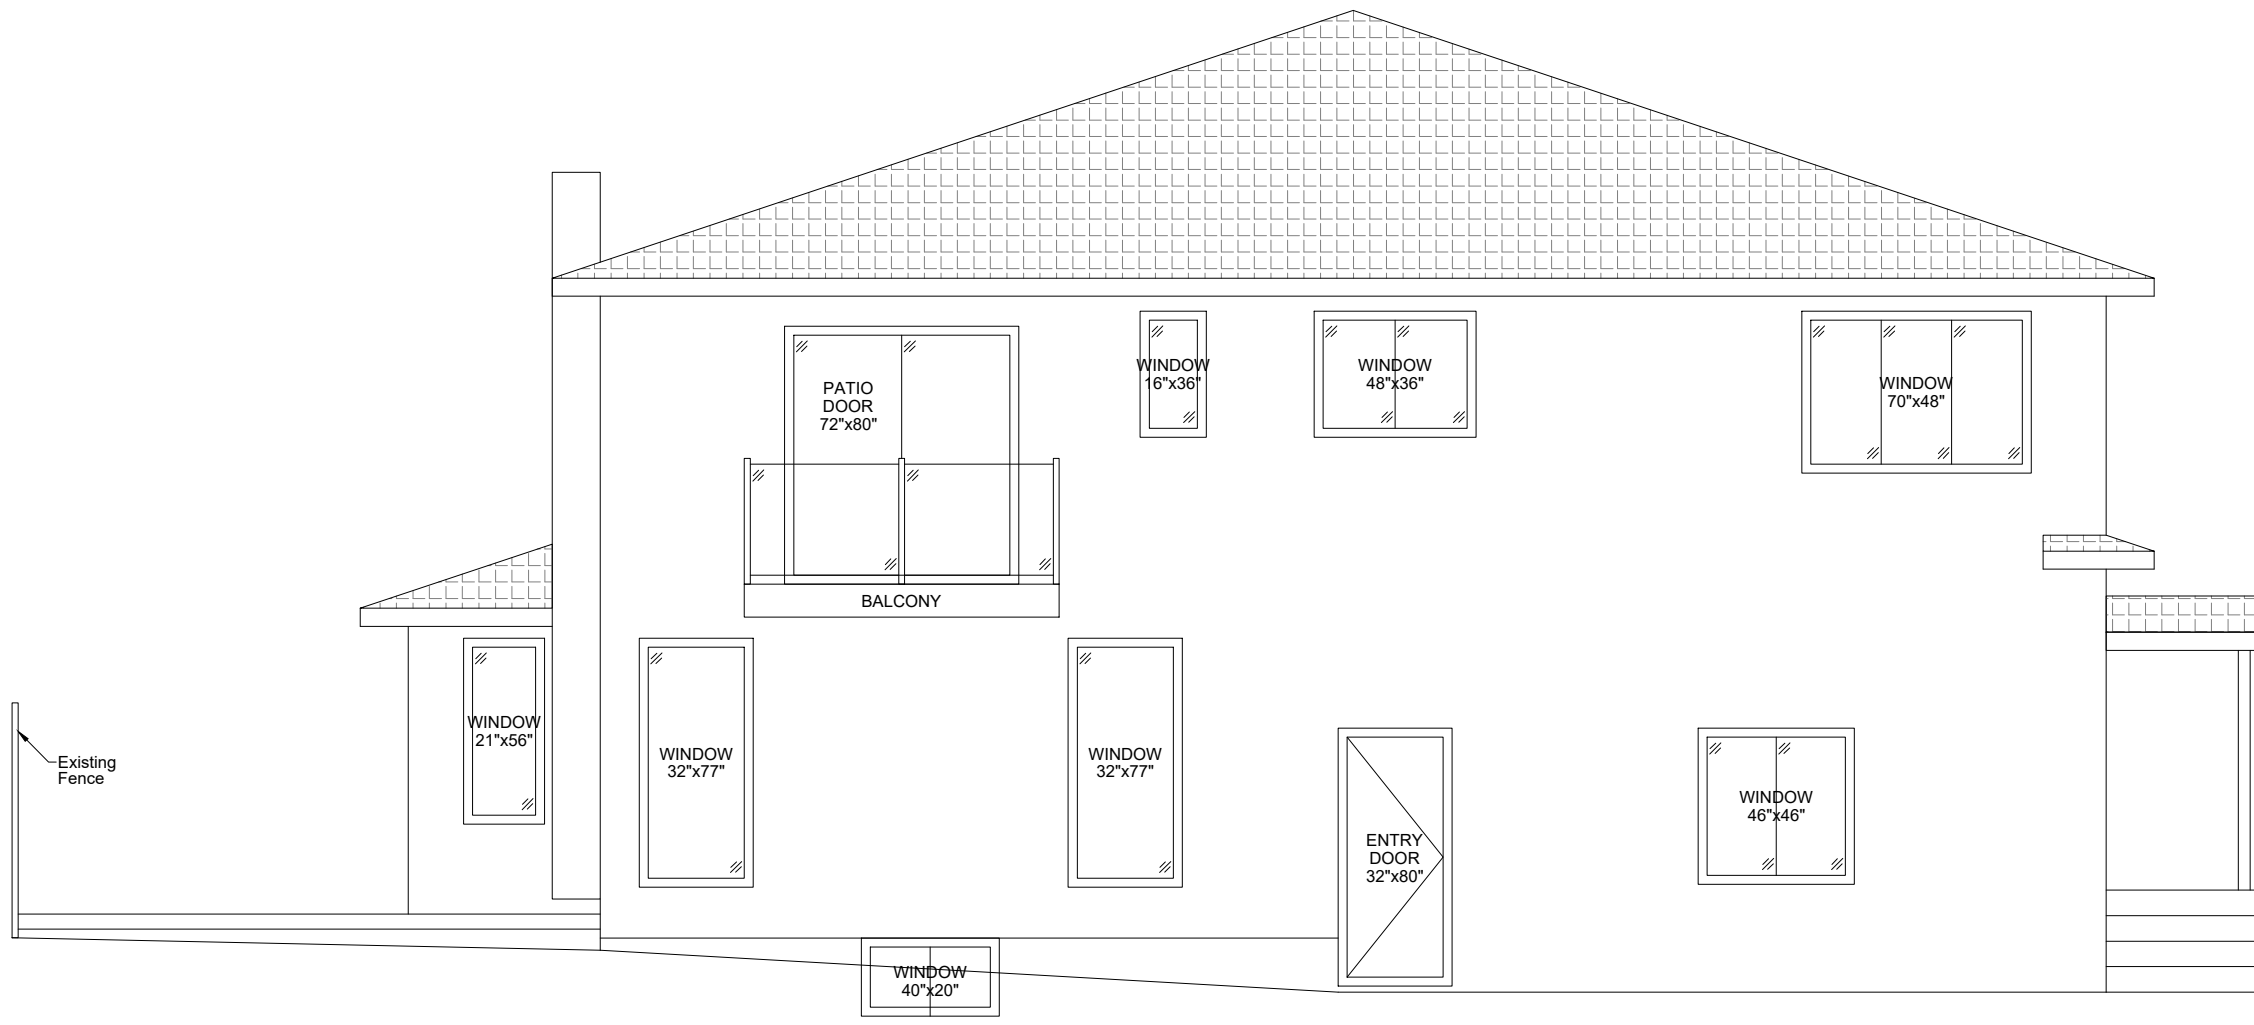 WINDOW
16"x36"
WINDOW
48"x36"
WINDOW
70"x48"
PATIO
DOOR
72"x80"
BALCONY
WINDOW
21"x56"
Existing
Fence
WINDOW
32"x77"
WINDOW
32"x77"
ENTRY
DOOR
32"x80"
WINDOW
46"x46"
WINDOW
40"x20"